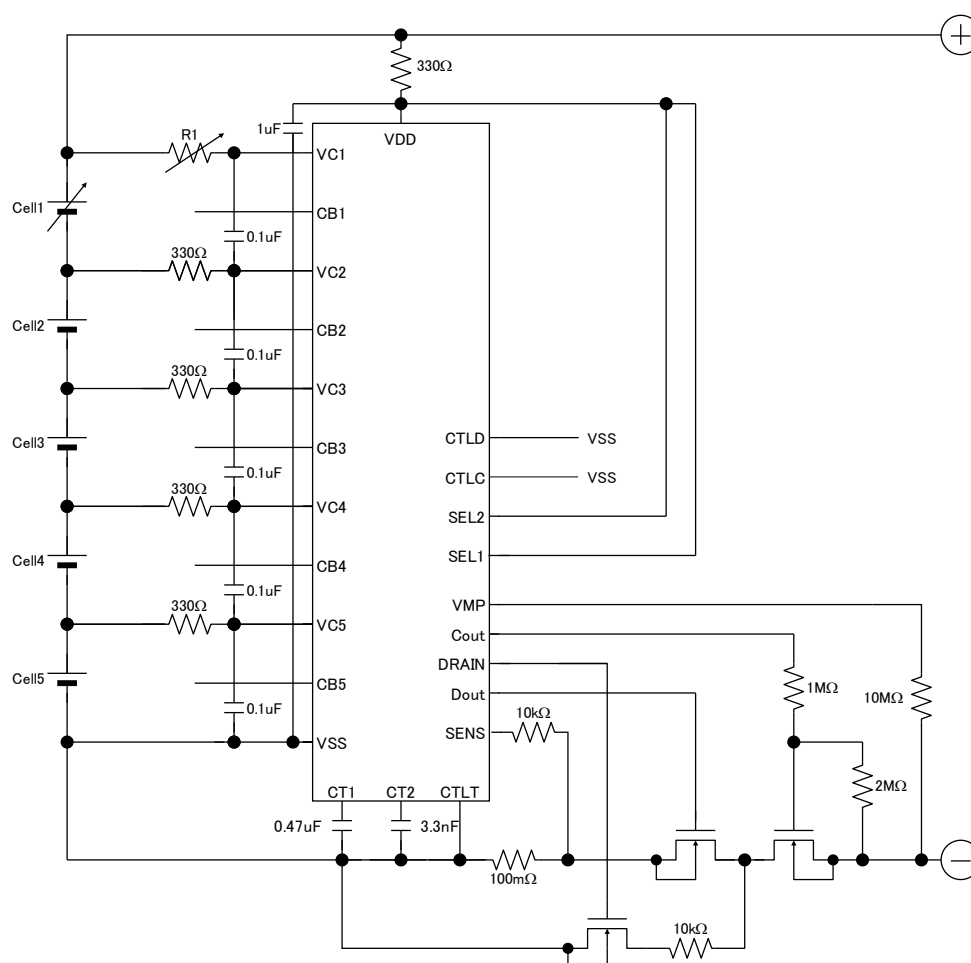 330Ω
1uF
VDD
R1
VC1
Cell1
CB1
0.1uF
330Ω
VC2
Cell2
CB2
0.1uF
330Ω
VC3
Cell3
CB3
CTLD
VSS
0.1uF
CTLC
VSS
330Ω
VC4
SEL2
Cell4
CB4
SEL1
0.1uF
330Ω
VC5
VMP
Cout
DRAIN
Cell5
CB5
Dout
1MΩ
10MΩ
0.1uF
10kΩ
VSS
SENS
2MΩ
CT1
CT2
CTLT
0.47uF
3.3nF
100mΩ
10kΩ